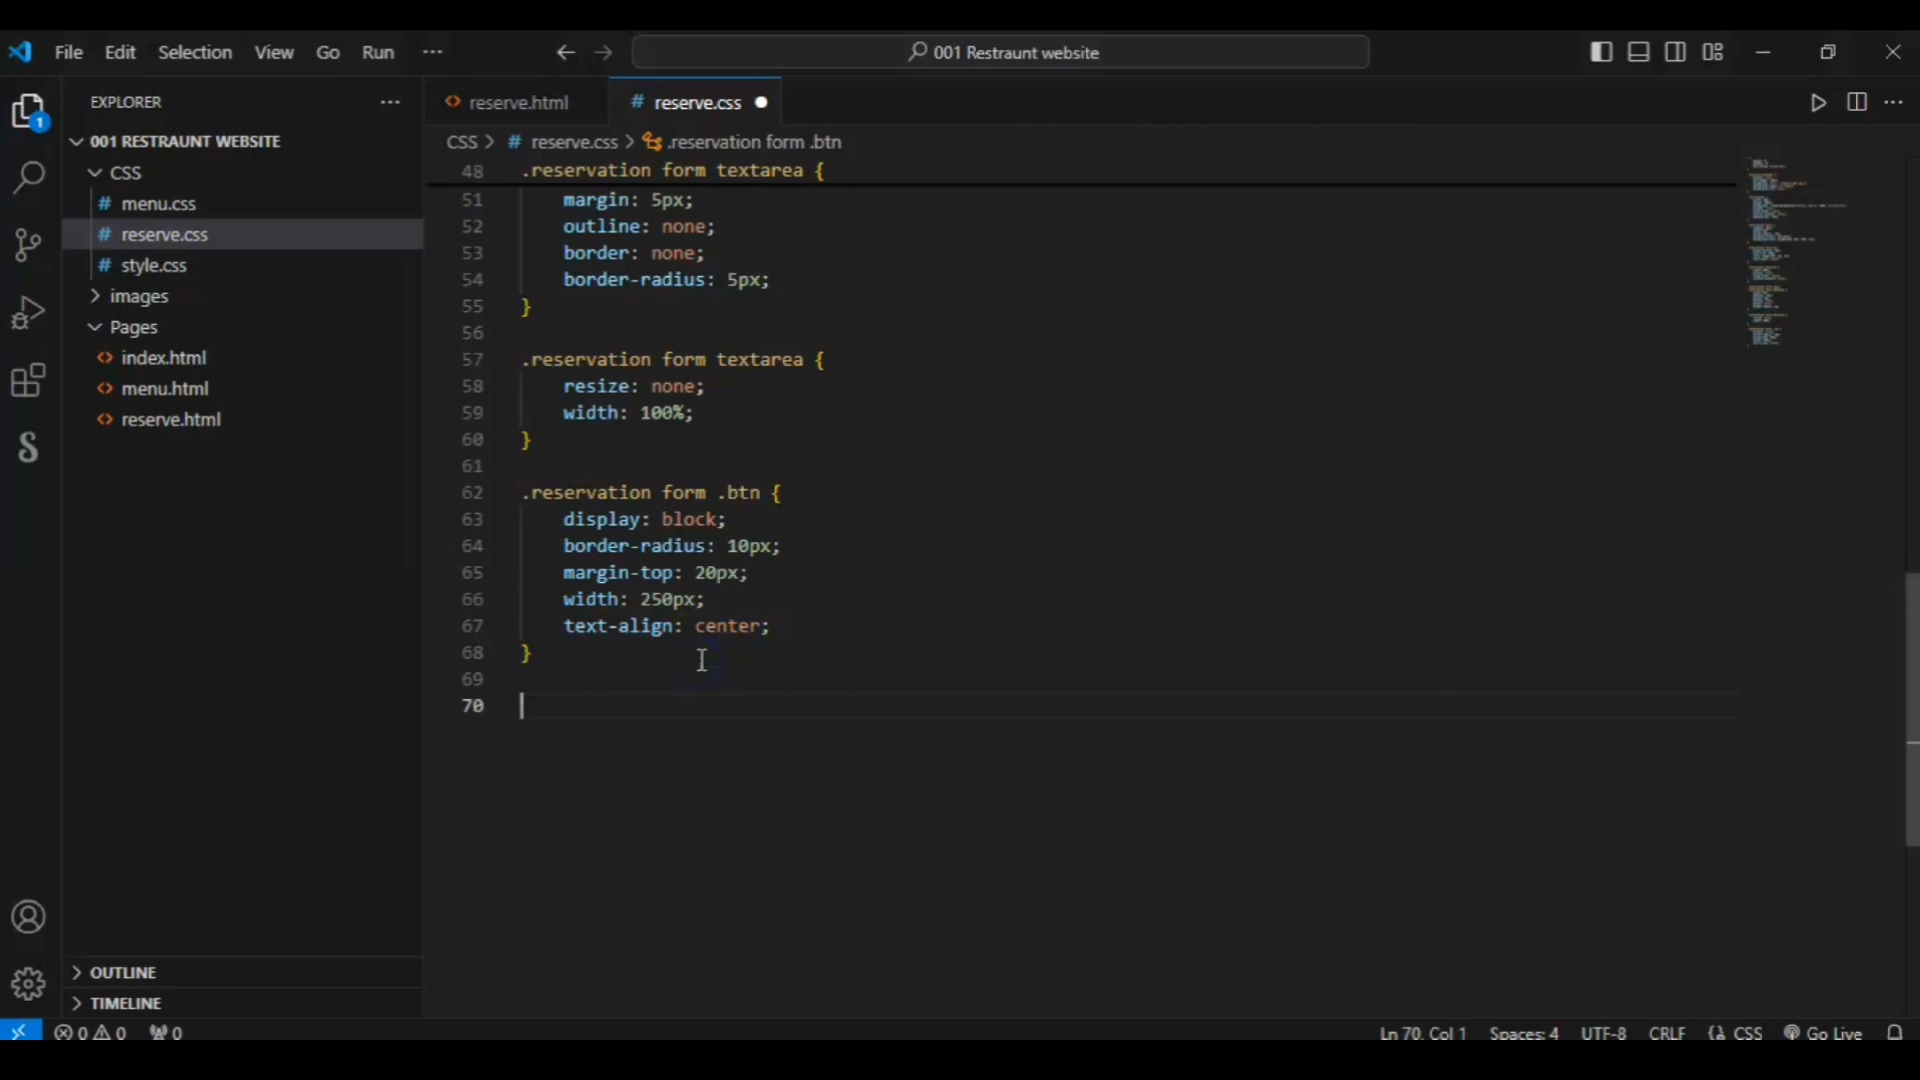 File Edit Selection View Go Run ··· 001 Restraunt website
EXPLORER ···
1
001 RESTRAUNT WEBSITE
CSS
# menu.css
# reserve.css
# style.css
images
Pages
index.html
menu.html
reserve.html
OUTLINE
TIMELINE
reserve.html # reserve.css
CSS > # reserve.css > .reservation form .btn
48 .reservation form textarea {
51 margin: 5px;
52 outline: none;
53 border: none;
54 border-radius: 5px;
55 }
56
57 .reservation form textarea {
58 resize: none;
59 width: 100%;
60 }
61
62 .reservation form .btn {
63 display: block;
64 border-radius: 10px;
65 margin-top: 20px;
66 width: 250px;
67 text-align: center;
68 }
69
70
0 0 0 Ln 70, Col 1 Spaces: 4 UTF-8 CRLF {} CSS Go Live